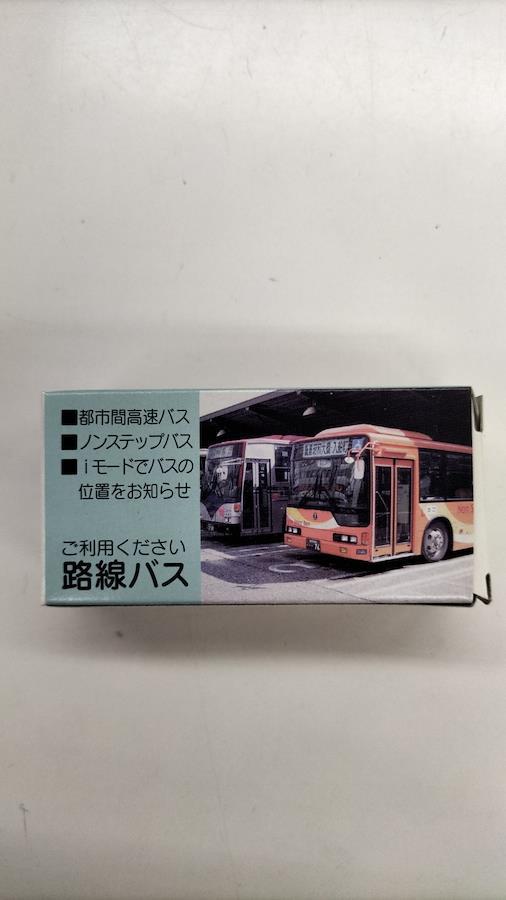 ■都市間高速バス
■ノンステップバス
■iモードでバスの
位置をお知らせ
ご利用ください
路線バス